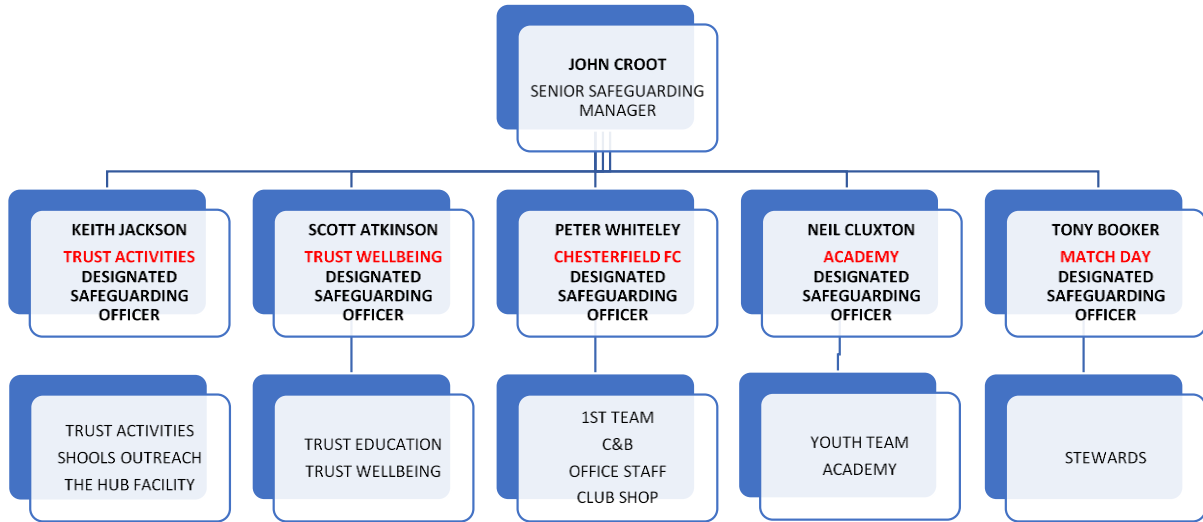 JOHN CROOT
SENIOR SAFEGUARDING
MANAGER
KEITH JACKSON
TRUST ACTIVITIES
DESIGNATED
SAFEGUARDING
OFFICER
SCOTT ATKINSON
TRUST WELLBEING
DESIGNATED
SAFEGUARDING
OFFICER
PETER WHITELEY
CHESTERFIELD FC
DESIGNATED
SAFEGUARDING
OFFICER
NEIL CLUXTON
ACADEMY
DESIGNATED
SAFEGUARDING
OFFICER
TONY BOOKER
MATCH DAY
DESIGNATED
SAFEGUARDING
OFFICER
TRUST ACTIVITIES
SHOOLS OUTREACH
THE HUB FACILITY
TRUST EDUCATION
TRUST WELLBEING
1ST TEAM
C&B
OFFICE STAFF
CLUB SHOP
YOUTH TEAM
ACADEMY
STEWARDS